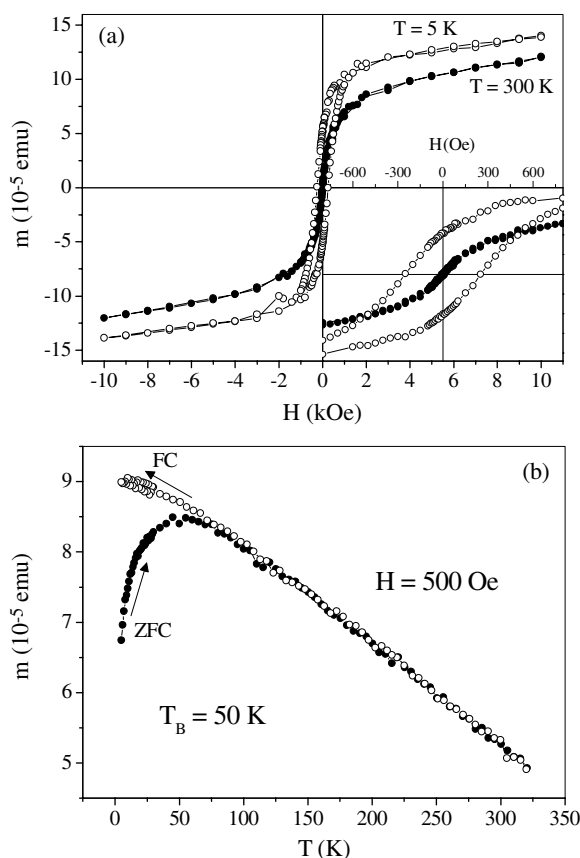 (a)
T = 5 K
T = 300 K
H (Oe)
-600 -300 0 300 600
15
10
5
0
-5
-10
-15
m (10⁻⁵ emu)
-10 -8 -6 -4 -2 0 2 4 6 8 10
H (kOe)
(b)
FC
ZFC
H = 500 Oe
T_B = 50 K
9
8
7
6
5
m (10⁻⁵ emu)
0 50 100 150 200 250 300 350
T (K)